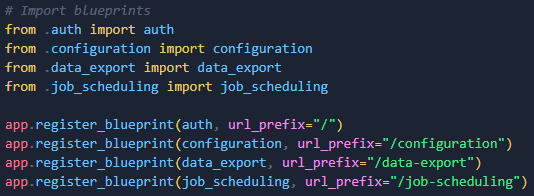 # Import blueprints
from .auth import auth
from .configuration import configuration
from .data_export import data_export
from .job_scheduling import job_scheduling

app.register_blueprint(auth, url_prefix="/")
app.register_blueprint(configuration, url_prefix="/configuration")
app.register_blueprint(data_export, url_prefix="/data-export")
app.register_blueprint(job_scheduling, url_prefix="/job-scheduling")